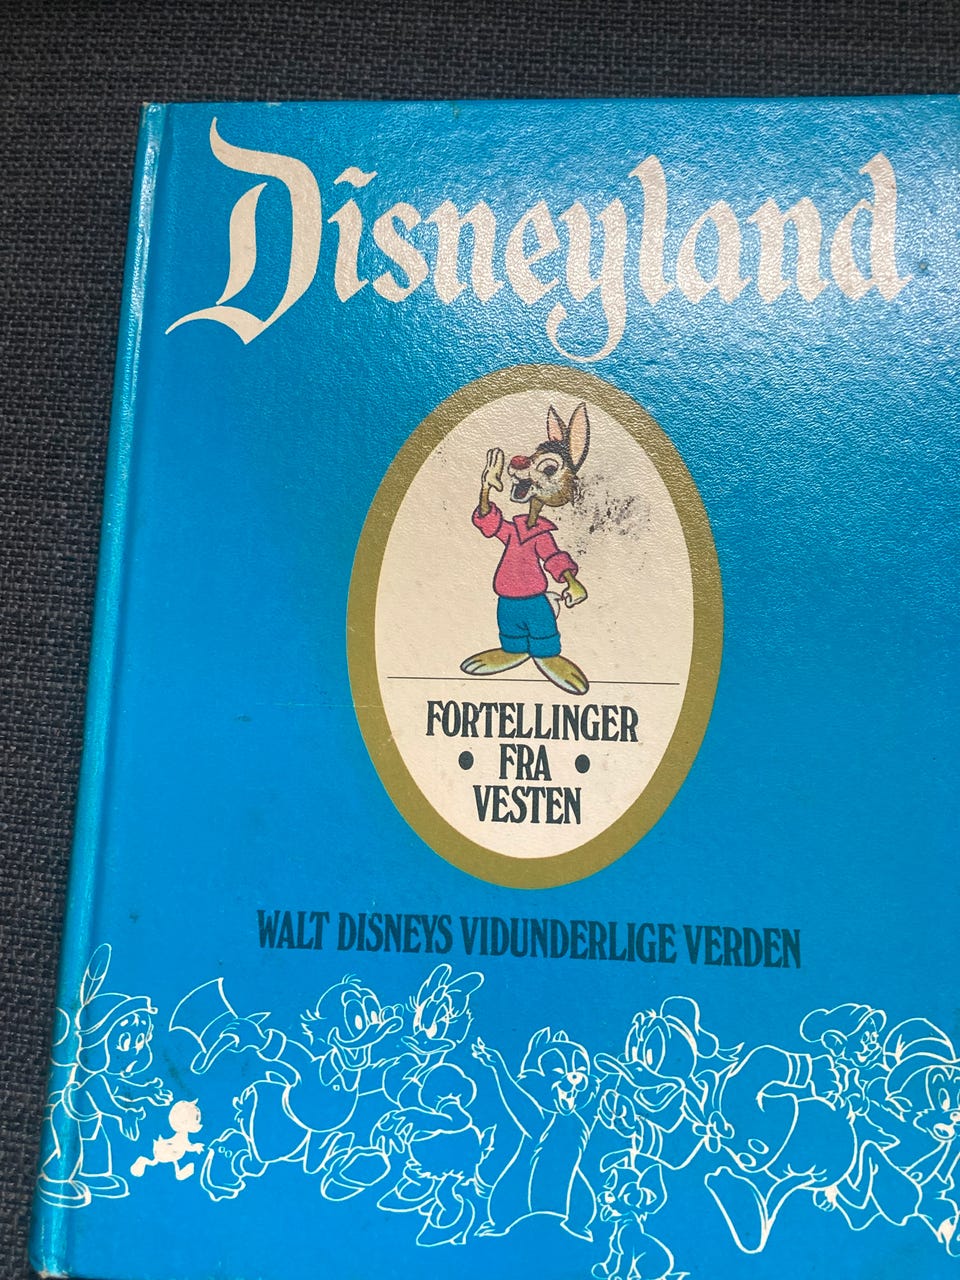 Disneyland
FORTELLINGER
• FRA •
VESTEN
WALT DISNEYS VIDUNDERLIGE VERDEN